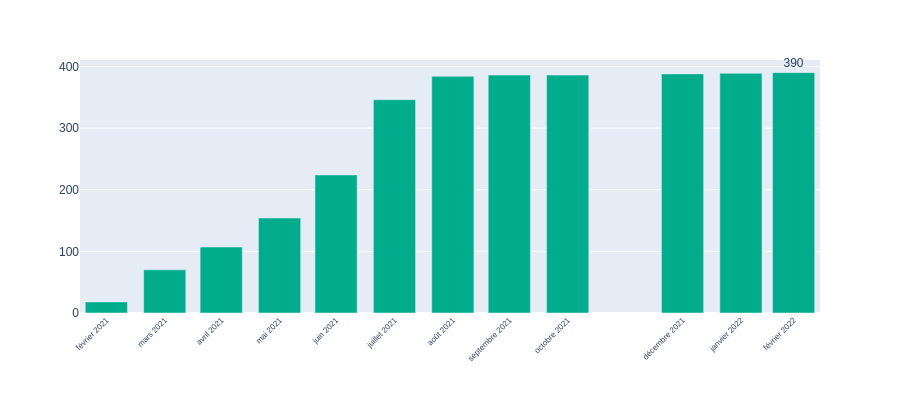 390
400
300
200
100
0
février 2021
mars 2021
avril 2021
mai 2021
juin 2021
juillet 2021
août 2021
septembre 2021
octobre 2021
décembre 2021
janvier 2022
février 2022